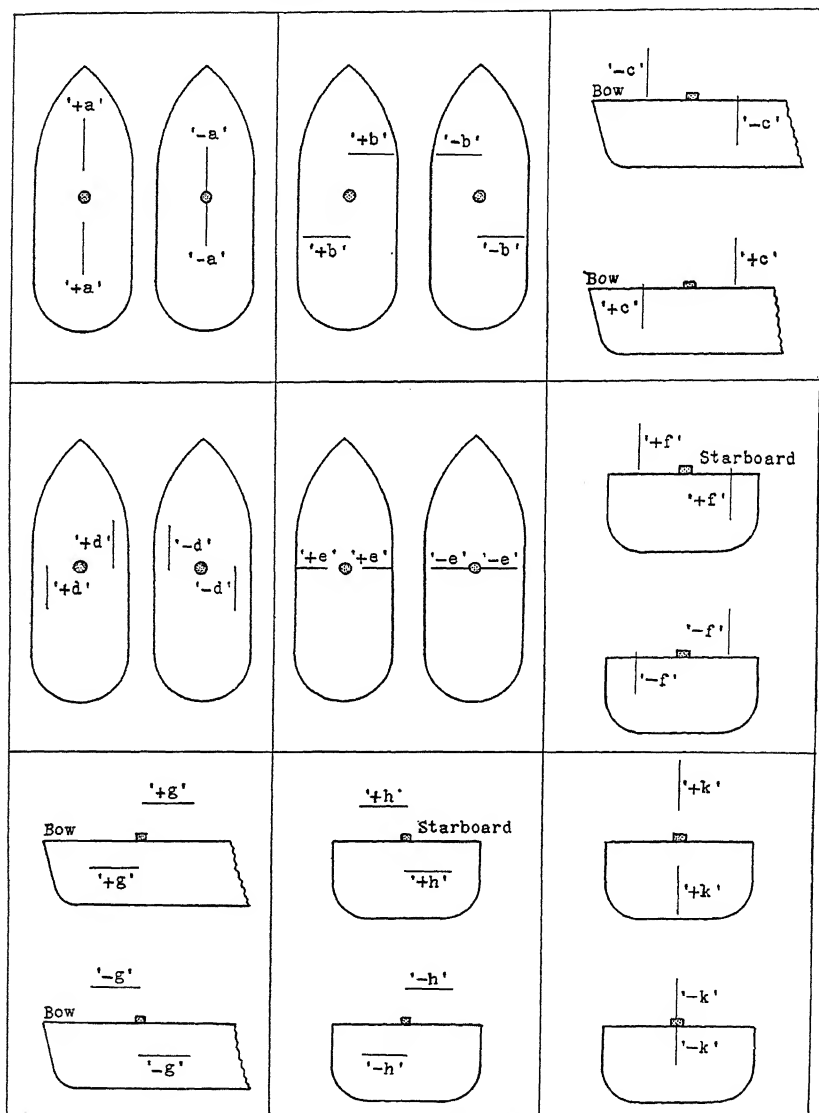 '+a' '-a'
'+a' '-a'
'+b' '-b'
'+b' '-b'
'-c'
Bow
'-c'
'+c'
Bow
'+c'
'+d' '-d'
'+d' '-d'
'+e' '+e' '-e' '-e'
'+f'
Starboard
'+f'
'-f'
'-f'
'+g'
Bow
'+g'
'-g'
Bow
'-g'
'+h'
Starboard
'+h'
'-h'
'-h'
'+k'
'+k'
'-k'
'-k'